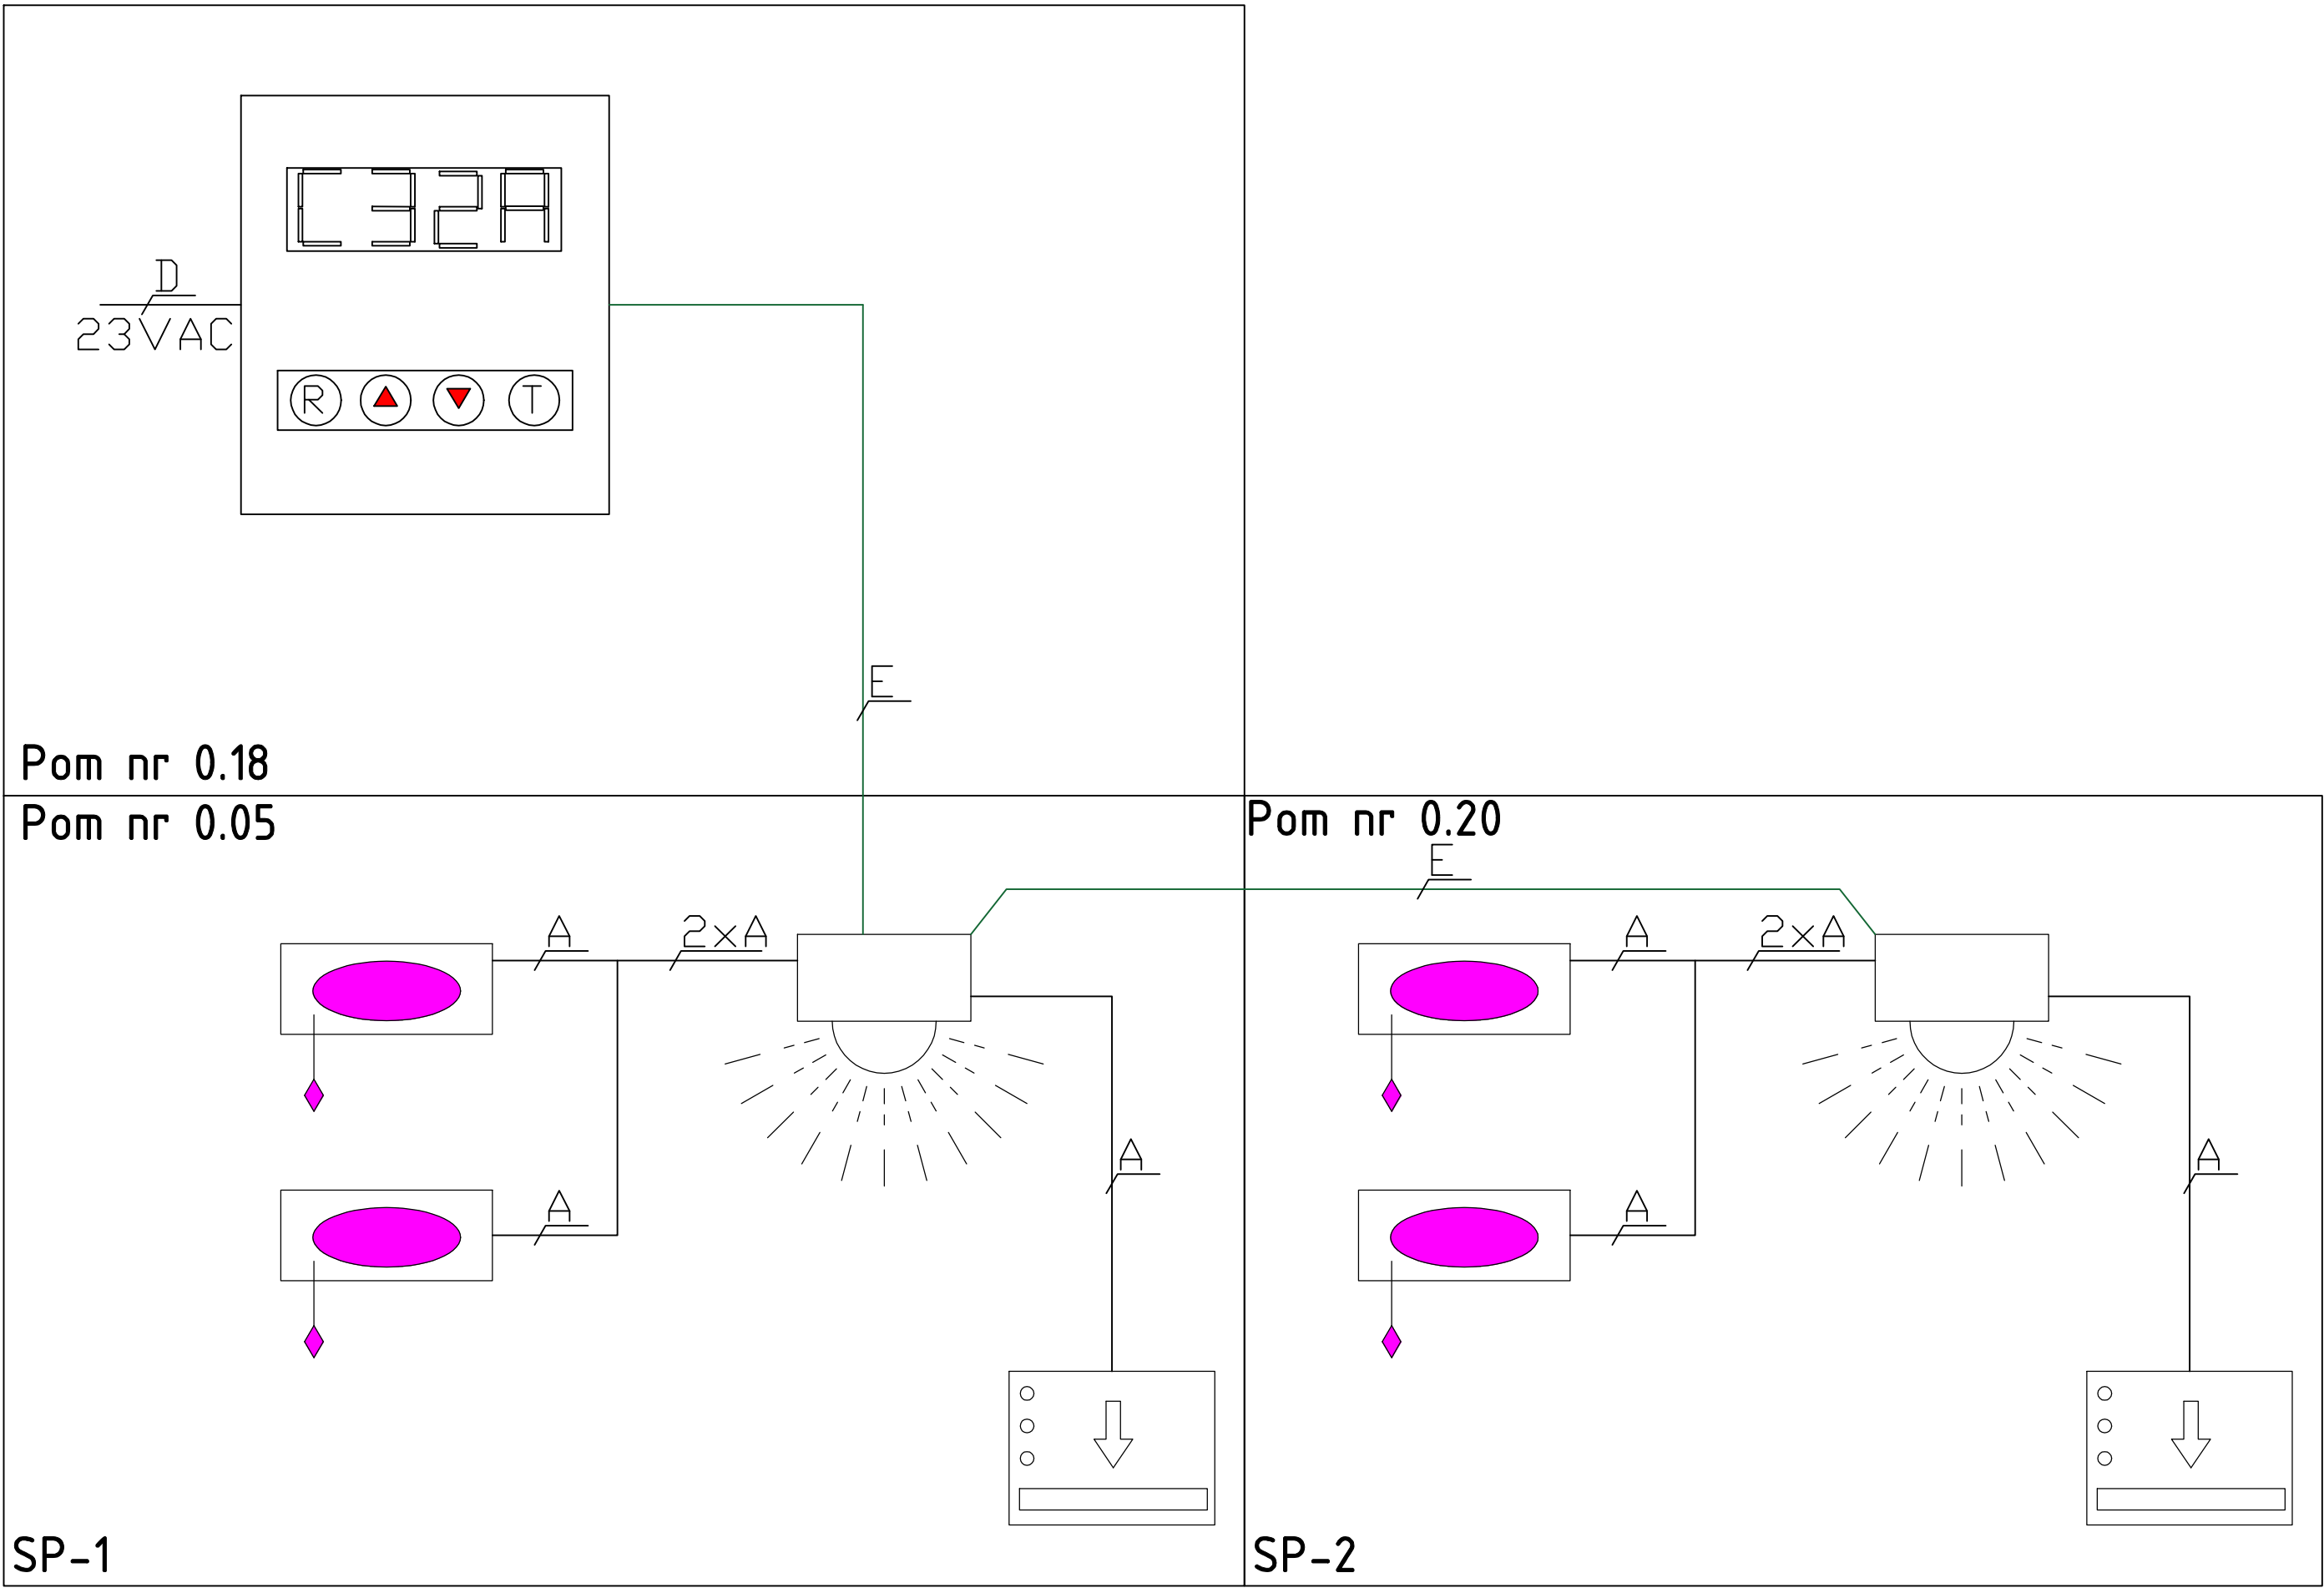 C32A
D
23VAC
R T
E
Pom nr 0.18
Pom nr 0.05
Pom nr 0.20
E
A 2xA
A 2xA
A
A
A
A
SP-1
SP-2